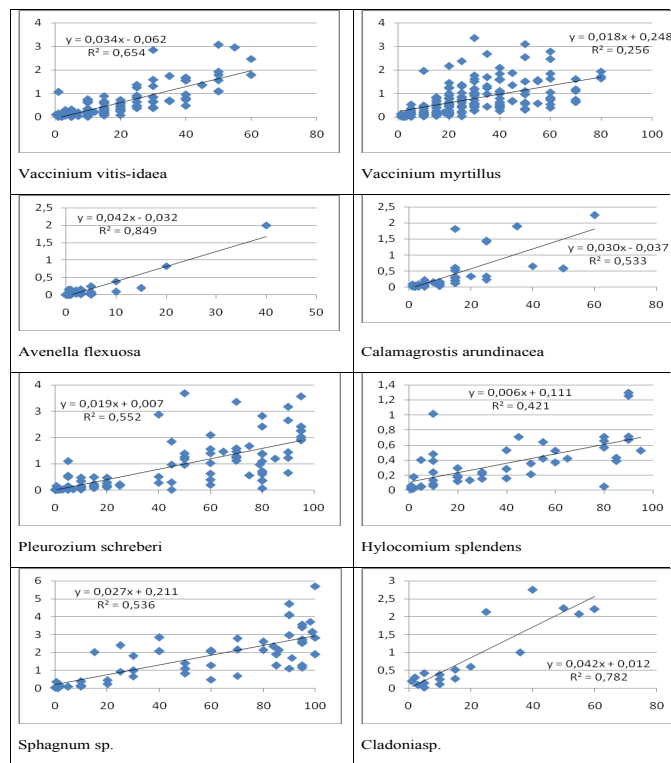 y = 0,034x - 0,062
R² = 0,654
4
3
2
1
0
0 20 40 60 80
Vaccinium vitis-idaea
y = 0,018x + 0,248
R² = 0,256
4
3
2
1
0
0 20 40 60 80 100
Vaccinium myrtillus
y = 0,042x - 0,032
R² = 0,849
2,5
2
1,5
1
0,5
0
0 10 20 30 40 50
Avenella flexuosa
2,5
2
1,5
1
0,5
0
y = 0,030x - 0,037
R² = 0,533
0 20 40 60 80
Calamagrostis arundinacea
4
3
2
1
0
y = 0,019x + 0,007
R² = 0,552
0 20 40 60 80 100
Pleurozium schreberi
1,4
1,2
1
0,8
0,6
0,4
0,2
0
y = 0,006x + 0,111
R² = 0,421
0 20 40 60 80 100
Hylocomium splendens
6
5
4
3
2
1
0
y = 0,027x + 0,211
R² = 0,536
0 20 40 60 80 100
Sphagnum sp.
3
2,5
2
1,5
1
0,5
0
y = 0,042x + 0,012
R² = 0,782
0 20 40 60 80
Cladoniasp.